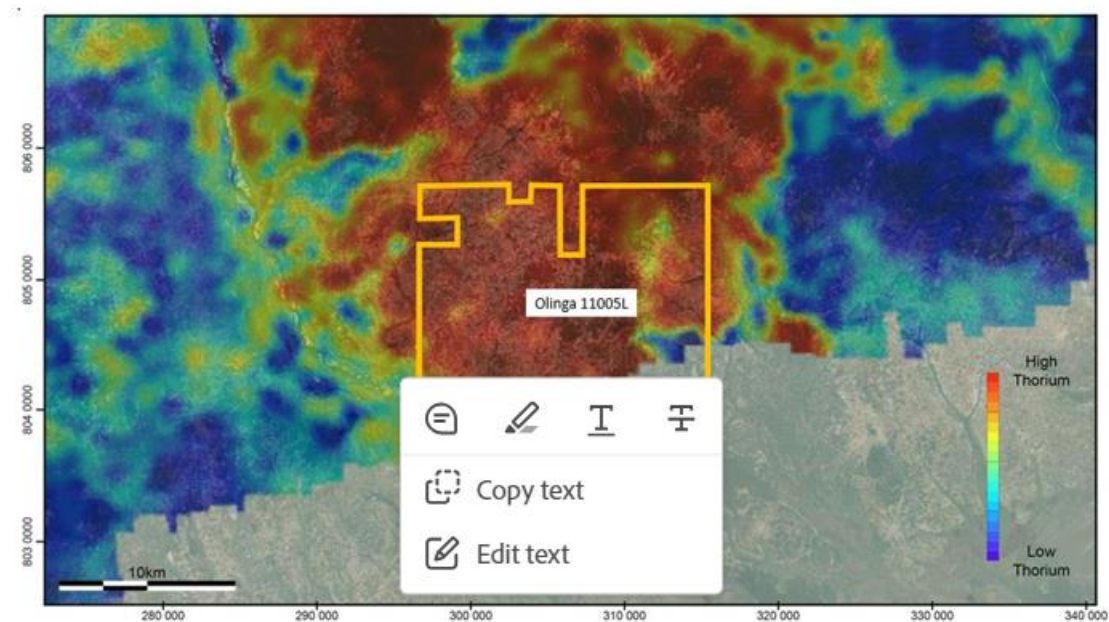 806 0000
805 0000
804 0000
803 0000
Olinga 11005L
High
Thorium
Low
Thorium
Copy text
Edit text
10km
280 000
290 000
300 000
310 000
320 000
330 000
340 000